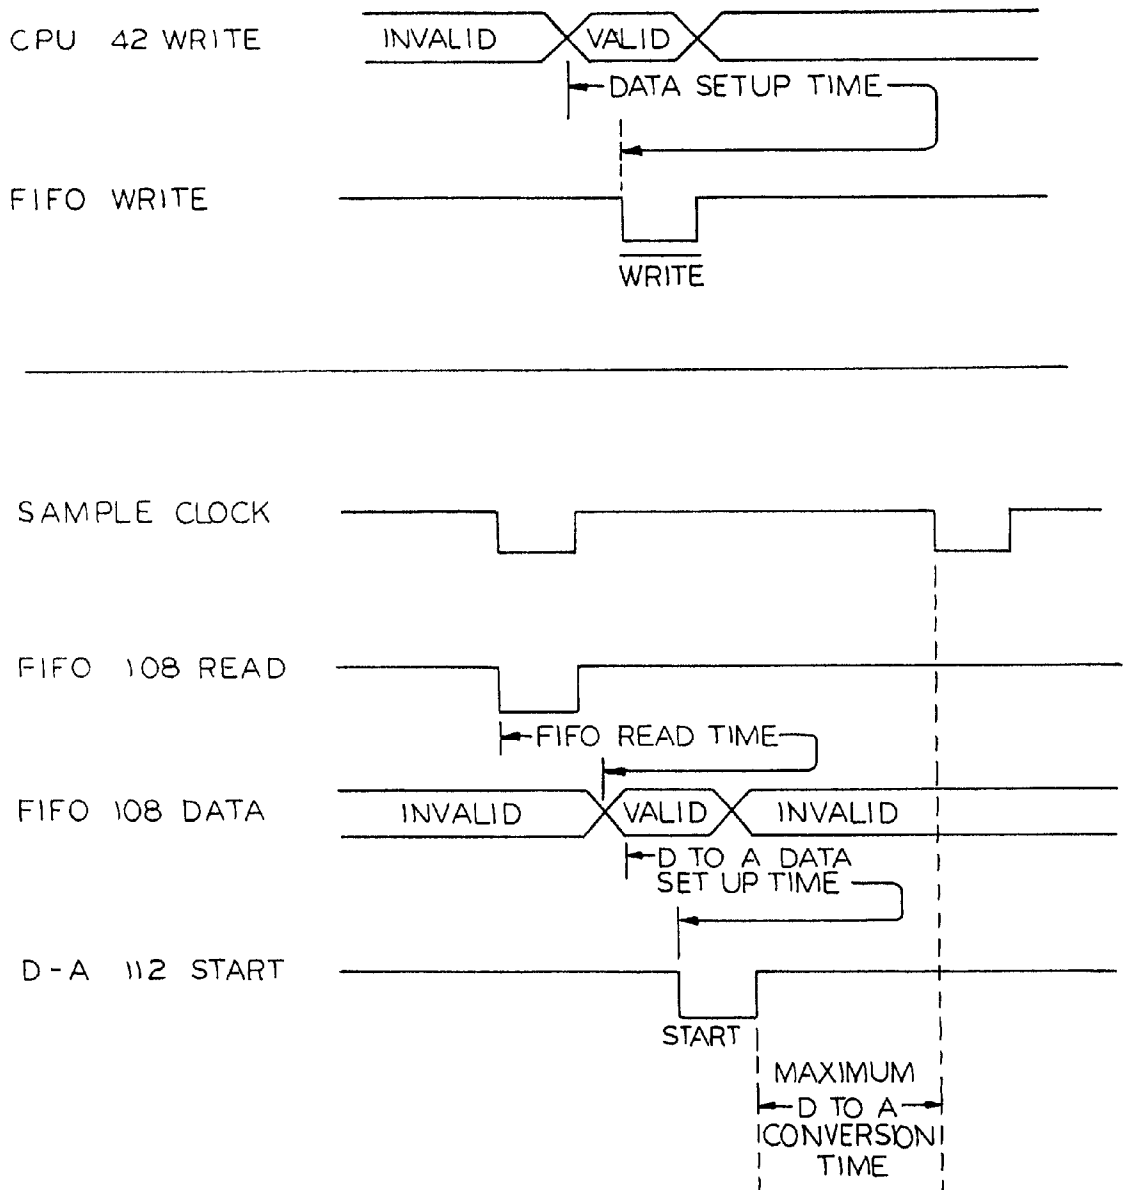 CPU 42 WRITE INVALID VALID
DATA SETUP TIME
FIFO WRITE
WRITE
SAMPLE CLOCK
FIFO 108 READ
FIFO READ TIME
FIFO 108 DATA INVALID VALID INVALID
D TO A DATA
SET UP TIME
D-A 112 START
START
MAXIMUM
D TO A
CONVERSION
TIME